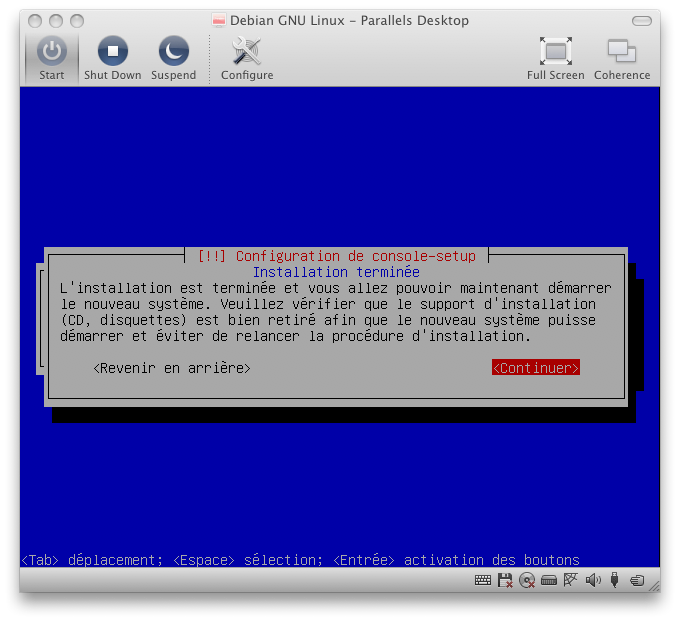 Debian GNU Linux – Parallels Desktop
Start Shut Down Suspend Configure Full Screen Coherence
[!!] Configuration de console-setup
Installation terminée
L'installation est terminée et vous allez pouvoir maintenant démarrer
le nouveau système. Veuillez vérifier que le support d'installation
(CD, disquettes) est bien retiré afin que le nouveau système puisse
démarrer et éviter de relancer la procédure d'installation.
<Revenir en arrière> <Continuer>
<Tab> déplacement; <Espace> sélection; <Entrée> activation des boutons